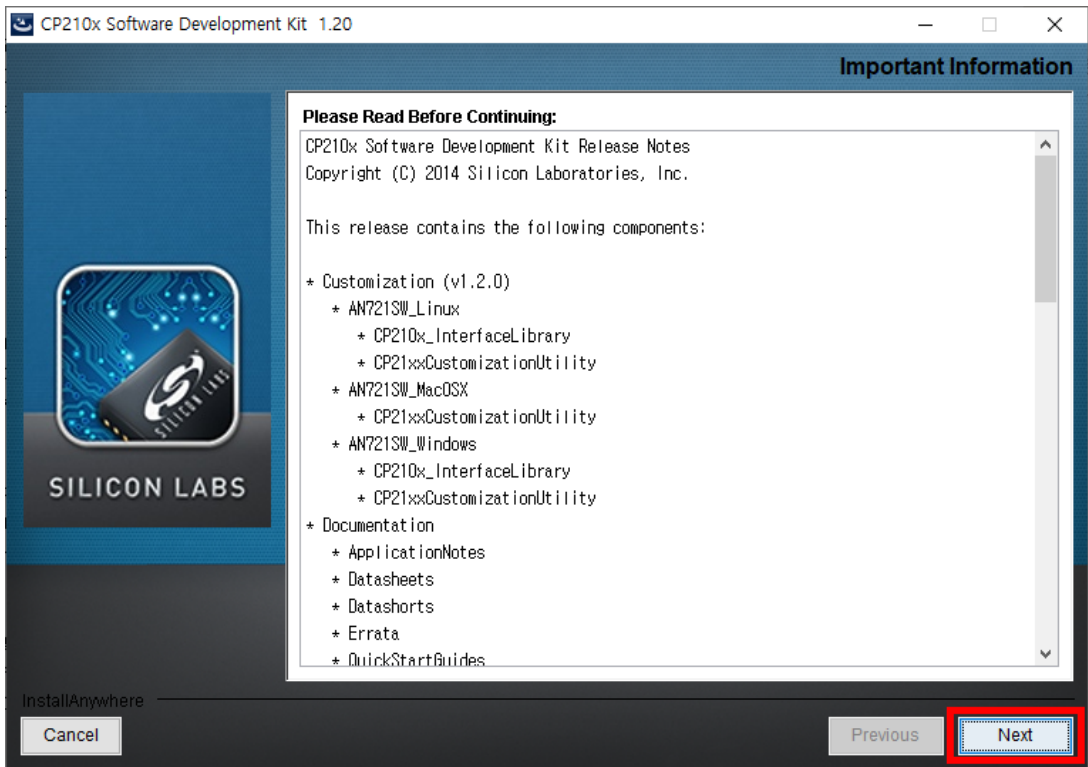 CP210x Software Development Kit 1.20
Important Information
Please Read Before Continuing:
CP210x Software Development Kit Release Notes
Copyright (C) 2014 Silicon Laboratories, Inc.
This release contains the following components:
* Customization (v1.2.0)
* AN721SW_Linux
* CP210x_InterfaceLibrary
* CP21xxCustomizationUtility
* AN721SW_MacOSX
* CP21xxCustomizationUtility
* AN721SW_Windows
* CP210x_InterfaceLibrary
* CP21xxCustomizationUtility
* Documentation
* ApplicationNotes
* Datasheets
* Datashorts
* Errata
* QuickStartGuides
SILICON LABS
SILICON LABS
InstallAnywhere
Cancel
Previous
Next